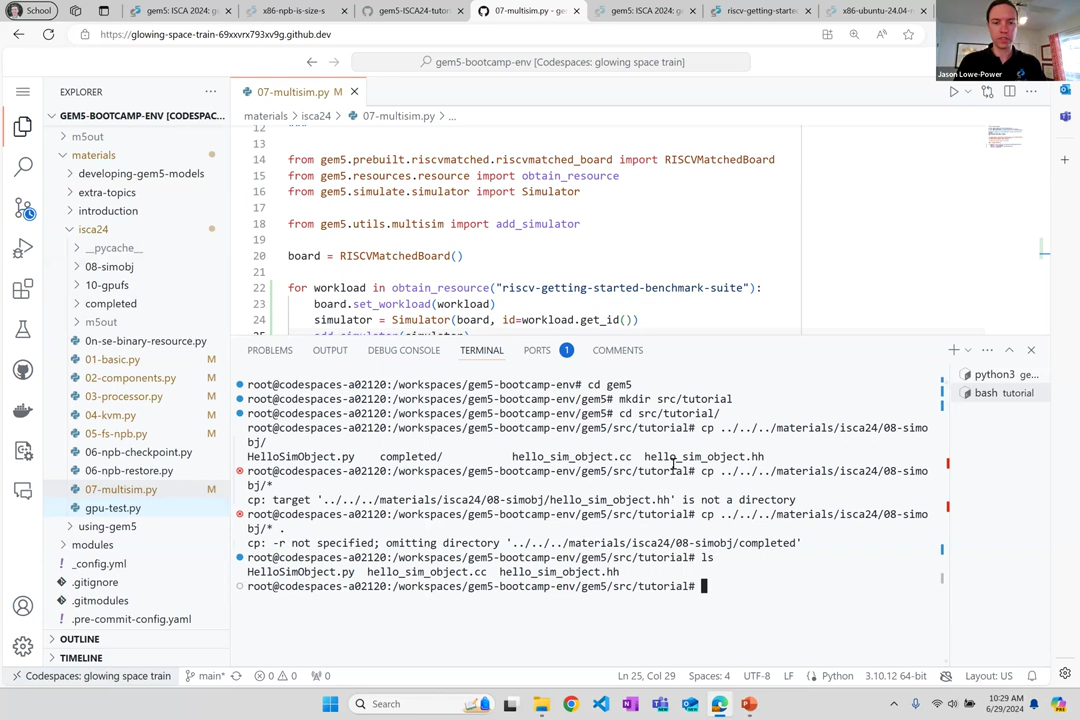 School
gem5: ISCA 2024: g
x86-npb-is-size-s
gem5-ISCA24-tutor
07-multisim.py - ge
gem5: ISCA 2024: g
riscv-getting-starte
x86-ubuntu-24.04-
https://glowing-space-train-69xxvrx793xv9g.github.dev
Jason Lowe-Power
gem5-bootcamp-env [Codespaces: glowing space train]
EXPLORER
07-multisim.py M
GEM5-BOOTCAMP-ENV [CODESPAC...
materials > isca24 > 07-multisim.py > ...
m5out
materials
developing-gem5-models
extra-topics
introduction
isca24
__pycache__
08-simobj
10-gpufs
completed
m5out
0n-se-binary-resource.py
01-basic.py M
02-components.py M
03-processor.py M
04-kvm.py M
05-fs-npb.py M
06-npb-checkpoint.py
06-npb-restore.py
07-multisim.py M
gpu-test.py
using-gem5
modules
_config.yml
.gitignore
.gitmodules
.pre-commit-config.yaml
OUTLINE
TIMELINE
12 """
13
14 from gem5.prebuilt.riscvmatched.riscvmatched_board import RISCVMatchedBoard
15 from gem5.resources.resource import obtain_resource
16 from gem5.simulate.simulator import Simulator
17
18 from gem5.utils.multisim import add_simulator
19
20 board = RISCVMatchedBoard()
21
22 for workload in obtain_resource("riscv-getting-started-benchmark-suite"):
23 board.set_workload(workload)
24 simulator = Simulator(board, id=workload.get_id())
25 add_simulator(simulator)
PROBLEMS OUTPUT DEBUG CONSOLE TERMINAL PORTS 1 COMMENTS
python3 ge...
bash tutorial
root@codespaces-a02120:/workspaces/gem5-bootcamp-env# cd gem5
root@codespaces-a02120:/workspaces/gem5-bootcamp-env/gem5# mkdir src/tutorial
root@codespaces-a02120:/workspaces/gem5-bootcamp-env/gem5# cd src/tutorial/
root@codespaces-a02120:/workspaces/gem5-bootcamp-env/gem5/src/tutorial# cp ../../../materials/isca24/08-simo
bj/
HelloSimObject.py completed/ hello_sim_object.cc hello_sim_object.hh
root@codespaces-a02120:/workspaces/gem5-bootcamp-env/gem5/src/tutorial# cp ../../../materials/isca24/08-simo
bj/*
cp: target '../../../materials/isca24/08-simobj/hello_sim_object.hh' is not a directory
root@codespaces-a02120:/workspaces/gem5-bootcamp-env/gem5/src/tutorial# cp ../../../materials/isca24/08-simo
bj/* .
cp: -r not specified; omitting directory '../../../materials/isca24/08-simobj/completed'
root@codespaces-a02120:/workspaces/gem5-bootcamp-env/gem5/src/tutorial# ls
HelloSimObject.py hello_sim_object.cc hello_sim_object.hh
root@codespaces-a02120:/workspaces/gem5-bootcamp-env/gem5/src/tutorial#
Codespaces: glowing space train main* 0 0 0 Ln 25, Col 29 Spaces: 4 UTF-8 LF Python 3.10.12 64-bit Layout: US
Search
10:29 AM
6/29/2024